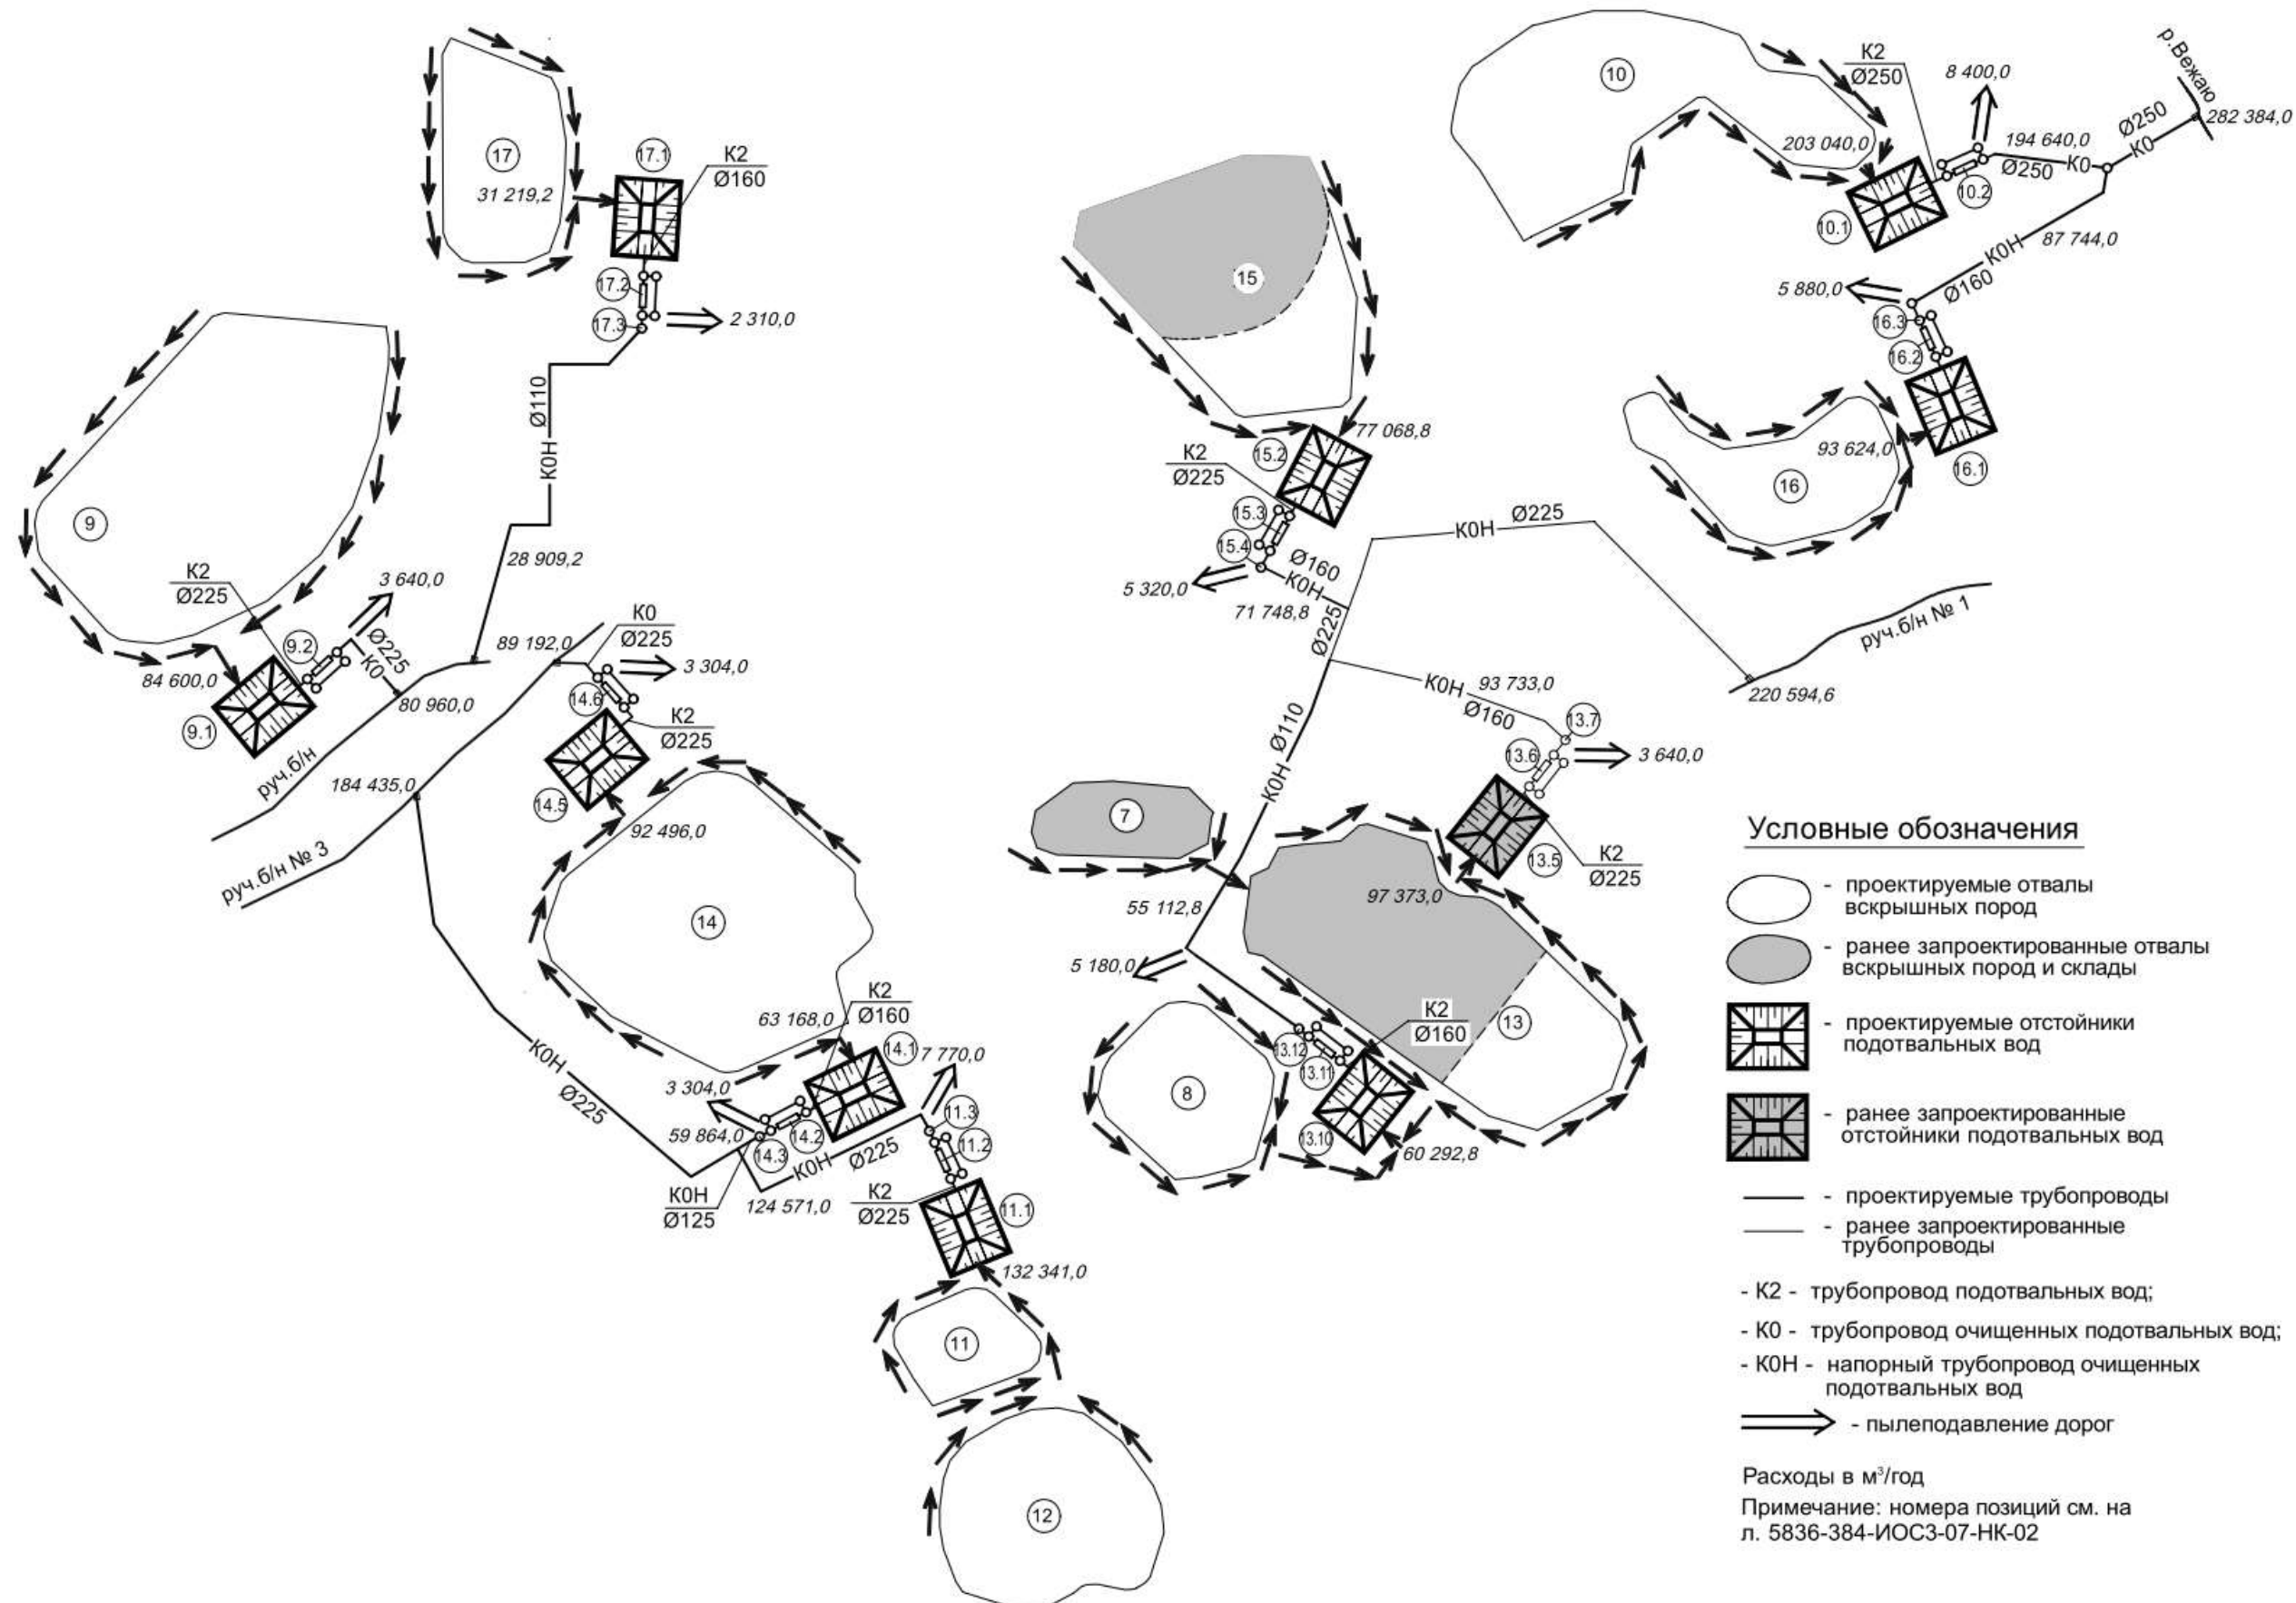 17
17.1
К2
Ø160
31 219,2
17.2
17.3
2 310,0
К0Н Ø110
28 909,2
9
К2
Ø225
9.2
3 640,0
Ø225
К0
84 600,0
9.1
80 960,0
руч.б/н
89 192,0
К0
Ø225
3 304,0
14.6
К2
Ø225
14.5
92 496,0
184 435,0
руч.б/н № 3
14
К2
Ø160
63 168,0
14.1
7 770,0
3 304,0
59 864,0
14.2
14.3
11.3
11.2
К0Н Ø225
К0Н Ø225
К0Н
Ø125
124 571,0
К2
Ø225
11.1
132 341,0
11
12
10
К2
Ø250
8 400,0
р.Вежаю
282 384,0
Ø250
К0
203 040,0
194 640,0
Ø250
К0
10.2
10.1
К0Н
Ø160
87 744,0
5 880,0
16.3
16.2
93 624,0
16.1
16
15
77 068,8
15.2
К2
Ø225
15.3
15.4
Ø160
К0Н
5 320,0
71 748,8
К0Н Ø225
Ø225
руч.б/н № 1
220 594,6
К0Н 93 733,0
Ø160
13.7
13.6
3 640,0
К0Н Ø110
7
13.5
К2
Ø225
97 373,0
55 112,8
5 180,0
К2
Ø160
13
13.12
13.11
8
13.10
60 292,8
Условные обозначения
- проектируемые отвалы
вскрышных пород
- ранее запроектированные отвалы
вскрышных пород и склады
- проектируемые отстойники
подотвальных вод
- ранее запроектированные
отстойники подотвальных вод
- проектируемые трубопроводы
- ранее запроектированные
трубопроводы
- К2 - трубопровод подотвальных вод;
- К0 - трубопровод очищенных подотвальных вод;
- К0Н - напорный трубопровод очищенных
подотвальных вод
- пылеподавление дорог
Расходы в м³/год
Примечание: номера позиций см. на
л. 5836-384-ИОС3-07-НК-02